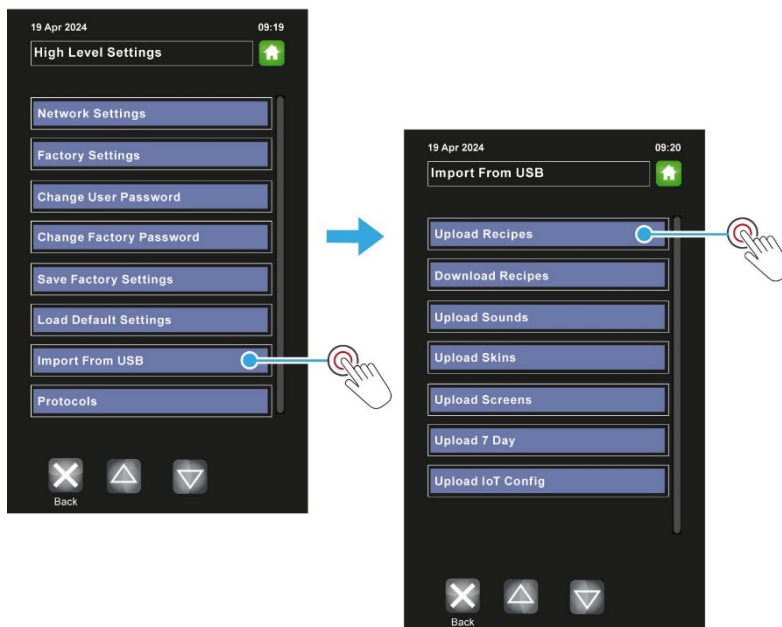 19 Apr 2024 09:19
High Level Settings
Network Settings
Factory Settings
Change User Password
Change Factory Password
Save Factory Settings
Load Default Settings
Import From USB
Protocols
Back
19 Apr 2024 09:20
Import From USB
Upload Recipes
Download Recipes
Upload Sounds
Upload Skins
Upload Screens
Upload 7 Day
Upload IoT Config
Back